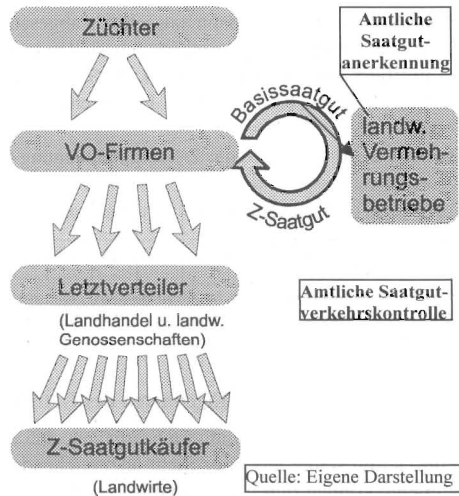 Züchter
Amtliche
Saatgut-
anerkennung
Basissaatgut
VO-Firmen
landw.
Vermeh-
rungs-
betriebe
Z-Saatgut
Letztverteiler
(Landhandel u. landw.
Genossenschaften)
Amtliche Saatgut-
verkehrskontrolle
Z-Saatgutkäufer
(Landwirte)
Quelle: Eigene Darstellung